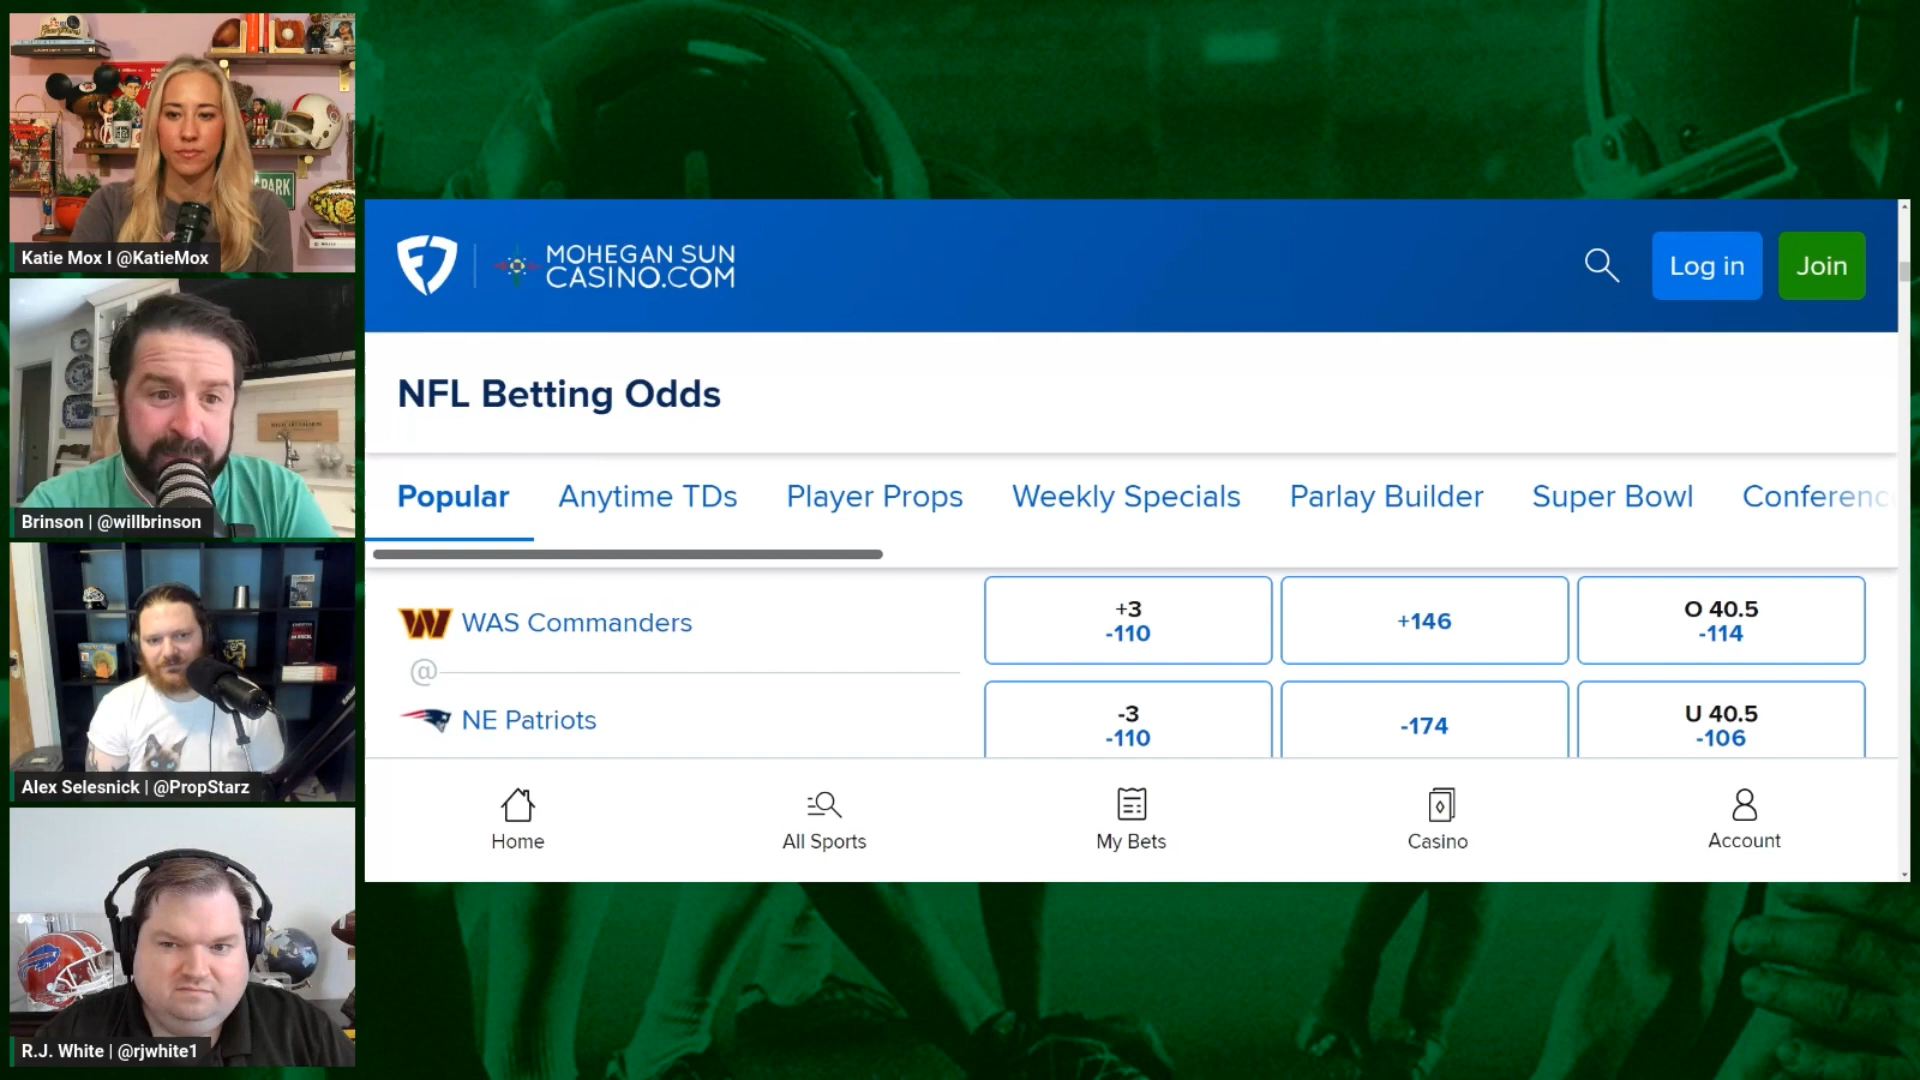 PARK
Katie Mox I @KatieMox
Brinson | @willbrinson
Alex Selesnick | @PropStarz
R.J. White | @rjwhite1
MOHEGAN SUN
CASINO.COM
Log in
Join
NFL Betting Odds
Popular
Anytime TDs
Player Props
Weekly Specials
Parlay Builder
Super Bowl
Conferenc
WAS Commanders
+3
-110
+146
O 40.5
-114
@
NE Patriots
-3
-110
-174
U 40.5
-106
Home
All Sports
My Bets
Casino
Account